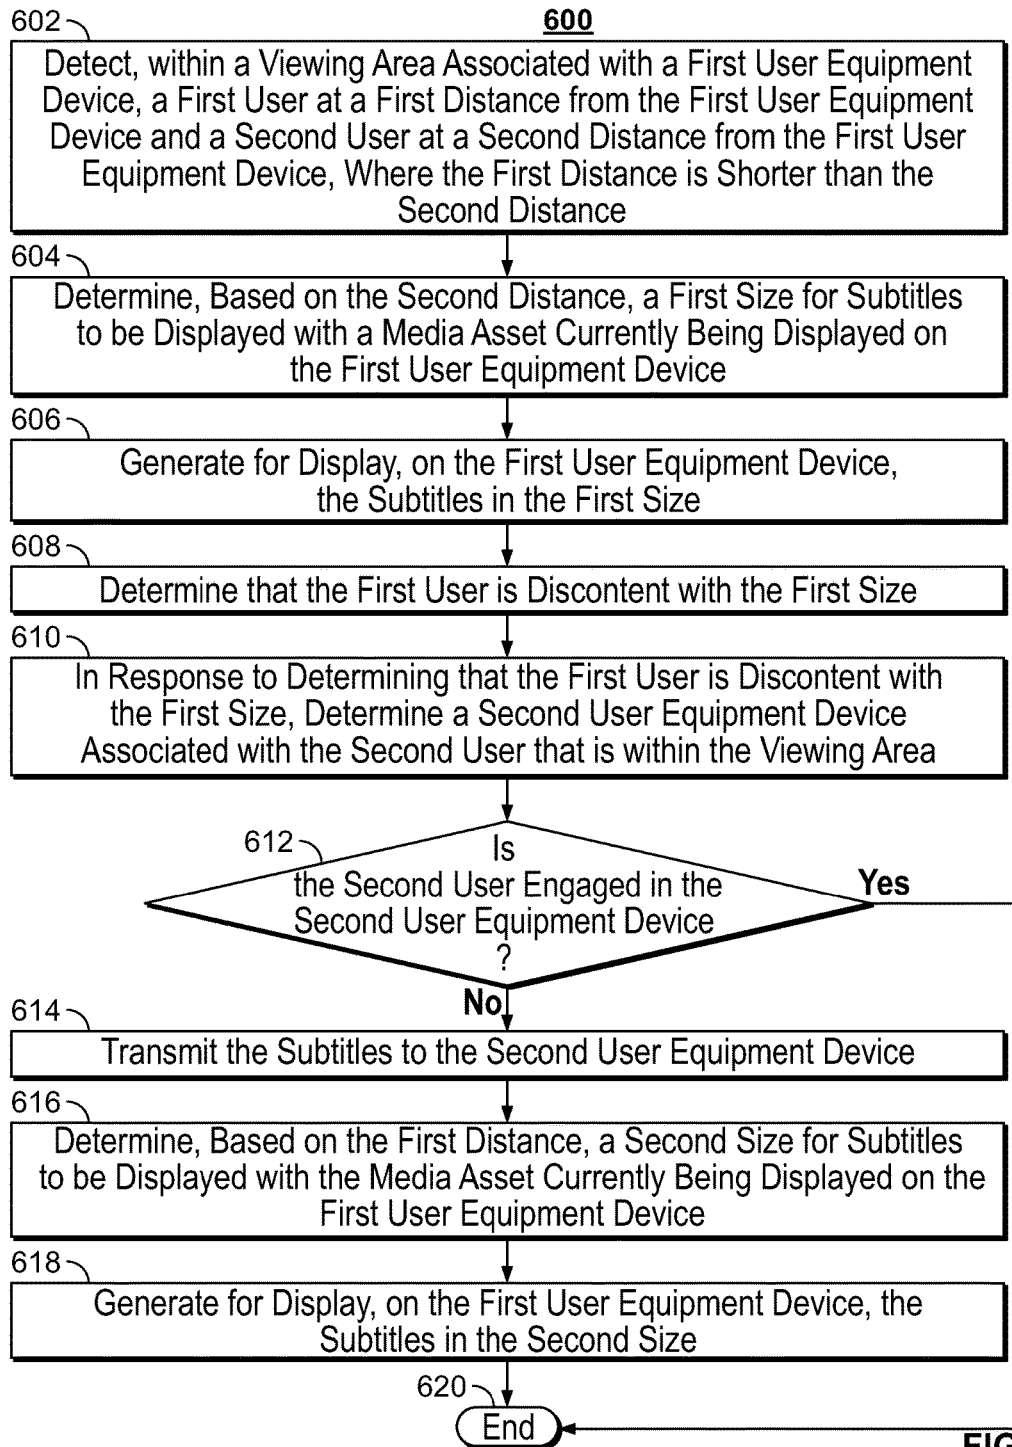 602
600
Detect, within a Viewing Area Associated with a First User Equipment
Device, a First User at a First Distance from the First User Equipment
Device and a Second User at a Second Distance from the First User
Equipment Device, Where the First Distance is Shorter than the
Second Distance
604
Determine, Based on the Second Distance, a First Size for Subtitles
to be Displayed with a Media Asset Currently Being Displayed on
the First User Equipment Device
606
Generate for Display, on the First User Equipment Device,
the Subtitles in the First Size
608
Determine that the First User is Discontent with the First Size
610
In Response to Determining that the First User is Discontent with
the First Size, Determine a Second User Equipment Device
Associated with the Second User that is within the Viewing Area
612
Is
the Second User Engaged in the
Second User Equipment Device
?
Yes
No
614
Transmit the Subtitles to the Second User Equipment Device
616
Determine, Based on the First Distance, a Second Size for Subtitles
to be Displayed with the Media Asset Currently Being Displayed on the
First User Equipment Device
618
Generate for Display, on the First User Equipment Device, the
Subtitles in the Second Size
620
End
FIG